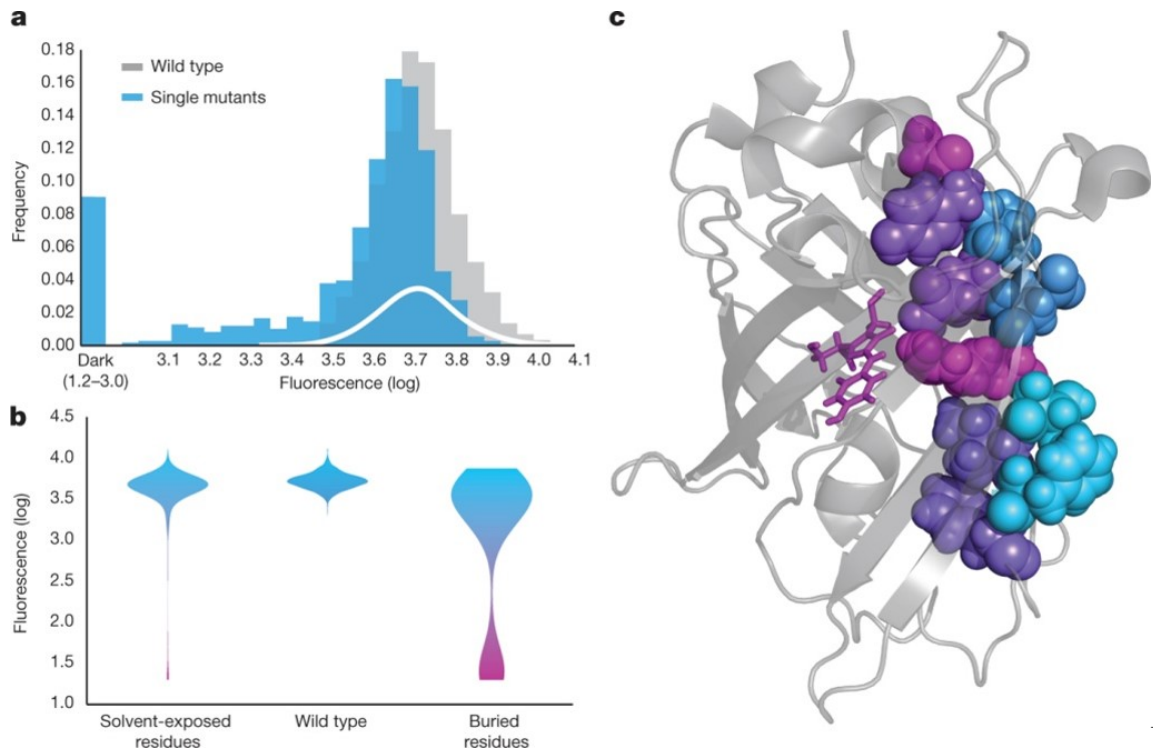 a
Wild type
Single mutants
Frequency
0.18
0.16
0.14
0.12
0.10
0.08
0.06
0.04
0.02
0.00
Dark
(1.2–3.0)
3.1 3.2 3.3 3.4 3.5 3.6 3.7 3.8 3.9 4.0 4.1
Fluorescence (log)
b
Fluorescence (log)
4.5
4.0
3.5
3.0
2.5
2.0
1.5
1.0
Solvent-exposed
residues
Wild type
Buried
residues
c